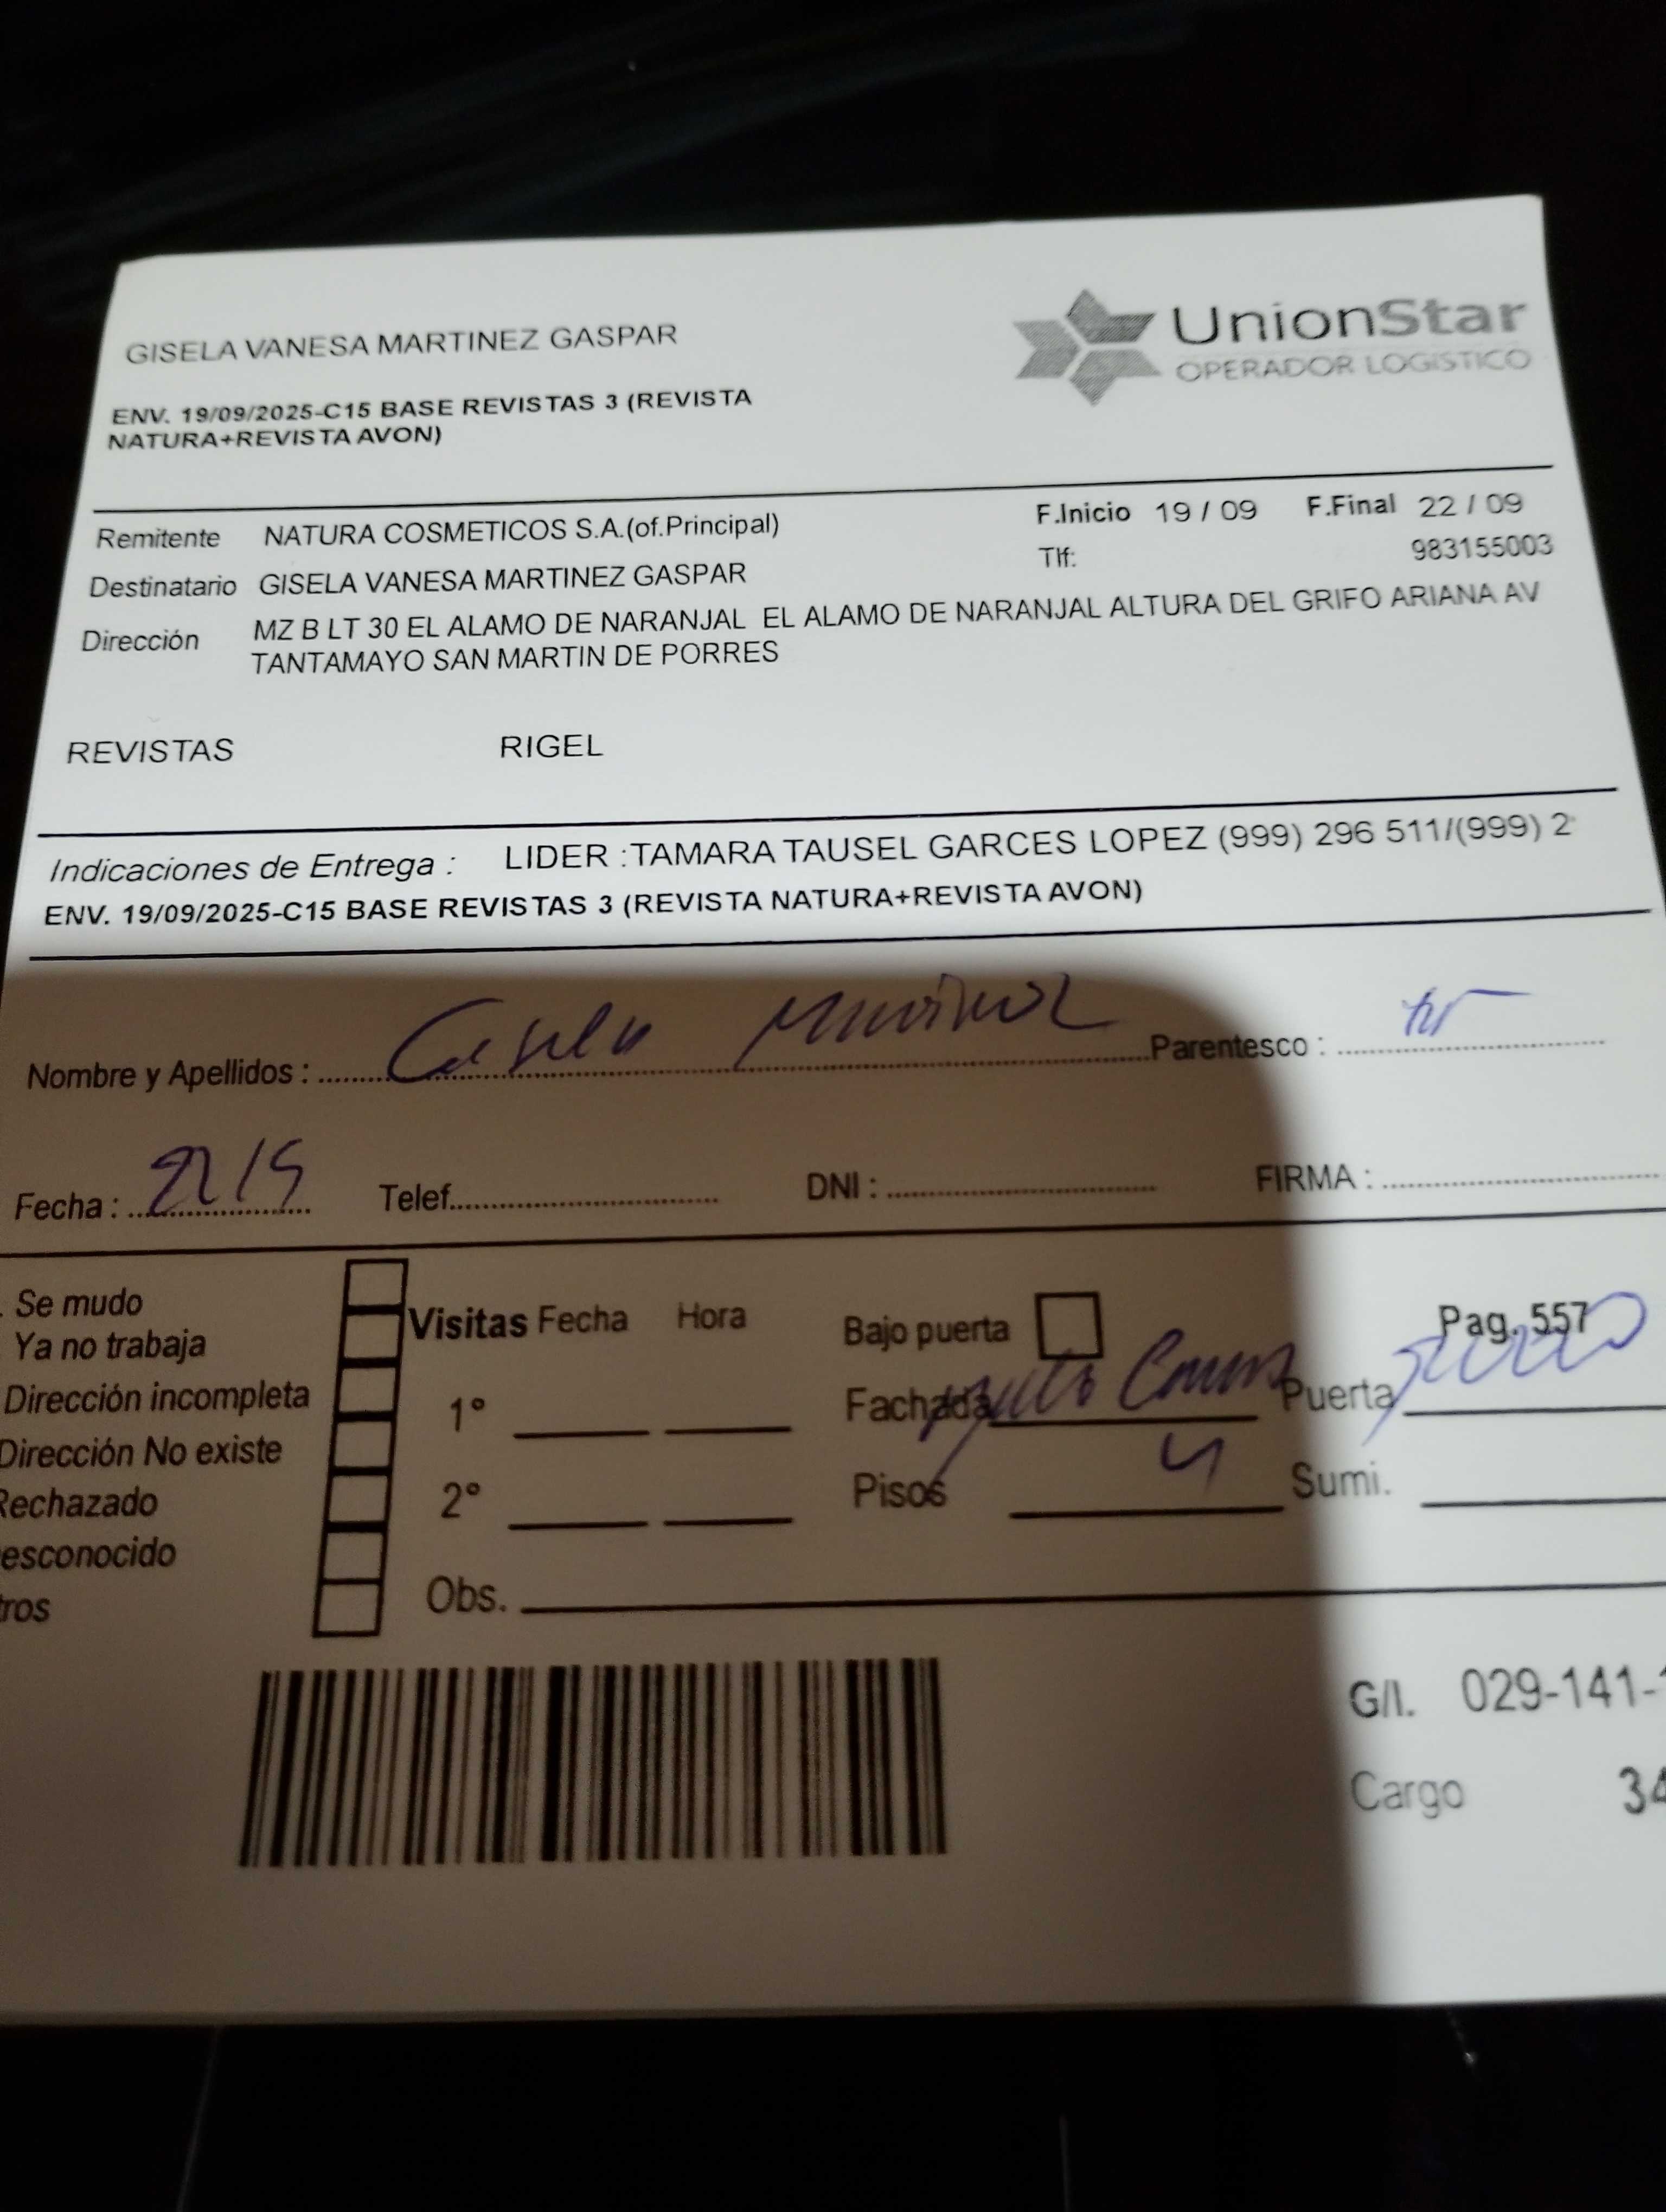 GISELA VANESA MARTINEZ GASPAR
UnionStar
OPERADOR LOGISTICO
ENV. 19/09/2025-C15 BASE REVISTAS 3 (REVISTA
NATURA+REVISTA AVON)
Remitente NATURA COSMETICOS S.A.(of.Principal) F.Inicio 19 / 09 F.Final 22 / 09
Destinatario GISELA VANESA MARTINEZ GASPAR Tlf: 983155003
Dirección MZ B LT 30 EL ALAMO DE NARANJAL EL ALAMO DE NARANJAL ALTURA DEL GRIFO ARIANA AV
TANTAMAYO SAN MARTIN DE PORRES
REVISTAS RIGEL
Indicaciones de Entrega : LIDER :TAMARA TAUSEL GARCES LOPEZ (999) 296 511/(999) 2
ENV. 19/09/2025-C15 BASE REVISTAS 3 (REVISTA NATURA+REVISTA AVON)
Nombre y Apellidos : Parentesco :
Fecha : 22/9 Telef. DNI : FIRMA :
Se mudo
Ya no trabaja
Dirección incompleta
Dirección No existe
Rechazado
esconocido
tros
Visitas Fecha Hora
1°
2°
Obs.
Bajo puerta Pag. 557
Fachada Puerta
Pisos 4 Sumi.
G/I. 029-141-
Cargo 34